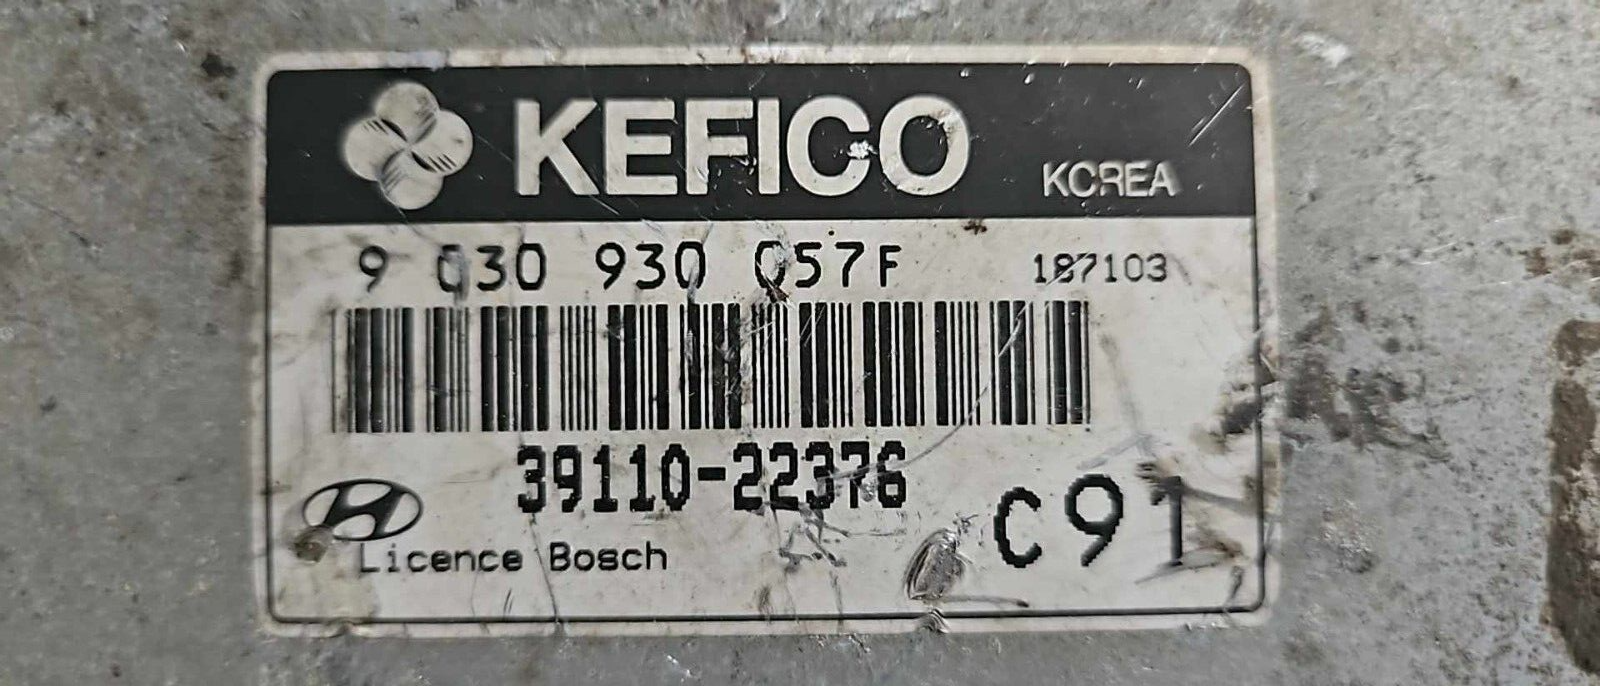 KEFICO KOREA
9 030 930 057F 187103
39110-22376
C91
Licence Bosch